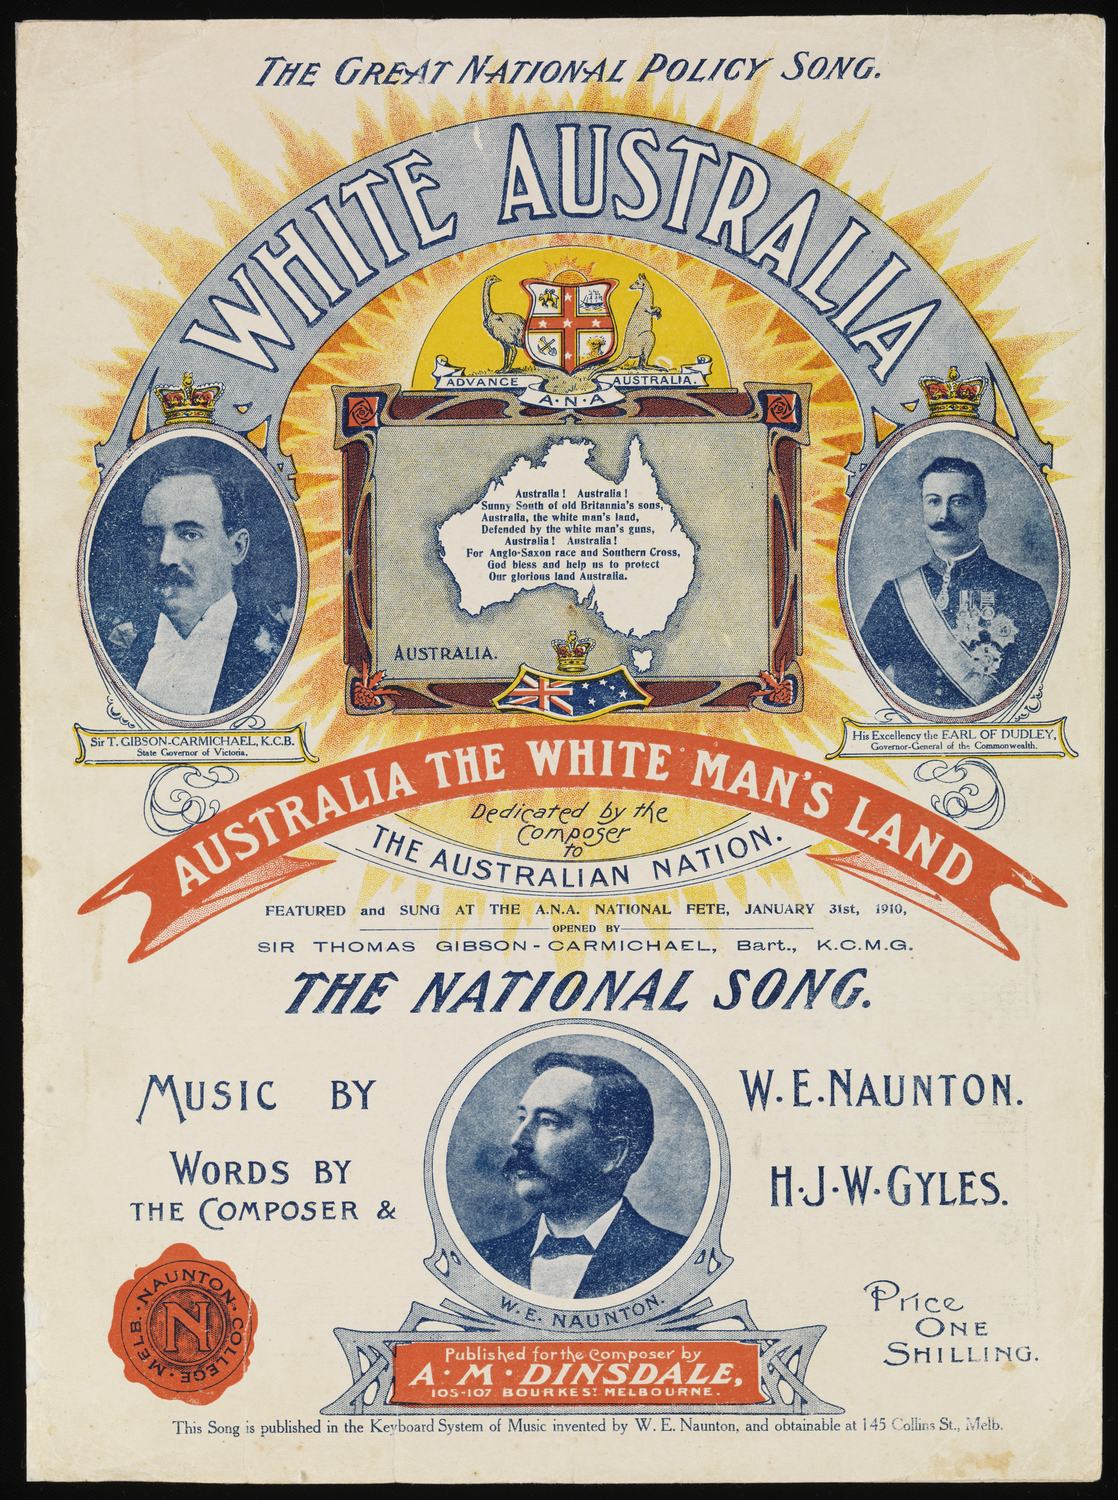 THE GREAT NATIONAL POLICY SONG.
WHITE AUSTRALIA
ADVANCE AUSTRALIA.
A·N·A
Australia! Australia!
Sunny South of old Britannia's sons,
Australia, the white man's land,
Defended by the white man's guns,
Australia! Australia!
For Anglo-Saxon race and Southern Cross,
God bless and help us to protect
Our glorious land Australia.
AUSTRALIA.
Sir T. GIBSON-CARMICHAEL, K.C.B.
State Governor of Victoria.
His Excellency the EARL OF DUDLEY,
Governor-General of the Commonwealth.
AUSTRALIA THE WHITE MAN'S LAND
Dedicated by the
Composer
to
THE AUSTRALIAN NATION.
FEATURED and SUNG AT THE A.N.A. NATIONAL FETE, JANUARY 31st, 1910,
OPENED BY
SIR THOMAS GIBSON-CARMICHAEL, Bart., K.C.M.G.
THE NATIONAL SONG.
MUSIC BY W. E. NAUNTON.
WORDS BY
THE COMPOSER & H·J·W·GYLES.
W. E. NAUNTON.
NAUNTON · COLLEGE · MELB. ·
N
Price
ONE
SHILLING.
Published for the Composer by
A·M·DINSDALE,
105-107 BOURKE ST MELBOURNE.
This Song is published in the Keyboard System of Music invented by W. E. Naunton, and obtainable at 145 Collins St., Melb.